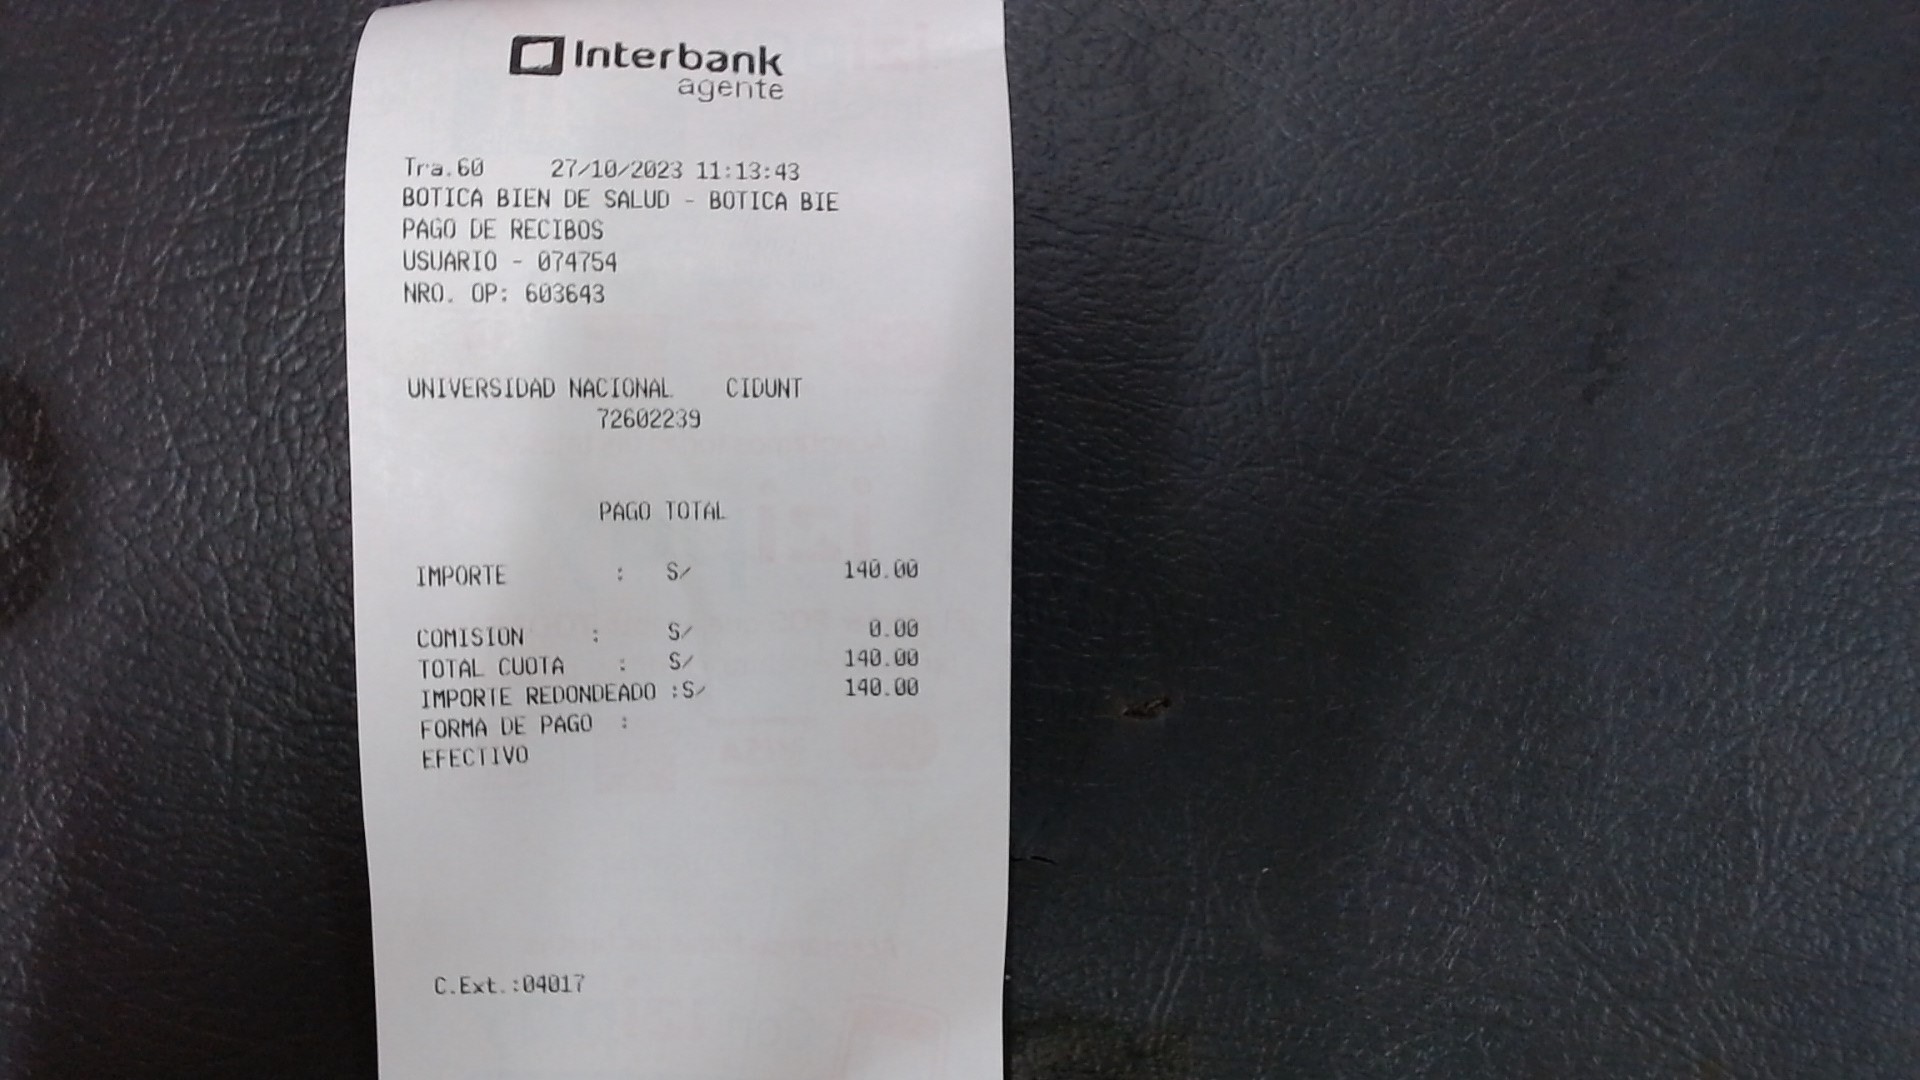 Interbank
agente
Tra.60 27/10/2023 11:13:43
BOTICA BIEN DE SALUD - BOTICA BIE
PAGO DE RECIBOS
USUARIO - 074754
NRO. OP: 603643
UNIVERSIDAD NACIONAL CIDUNT
72602239
PAGO TOTAL
IMPORTE : S/ 140.00
COMISION : S/ 0.00
TOTAL CUOTA : S/ 140.00
IMPORTE REDONDEADO :S/ 140.00
FORMA DE PAGO :
EFECTIVO
C.Ext.:04017